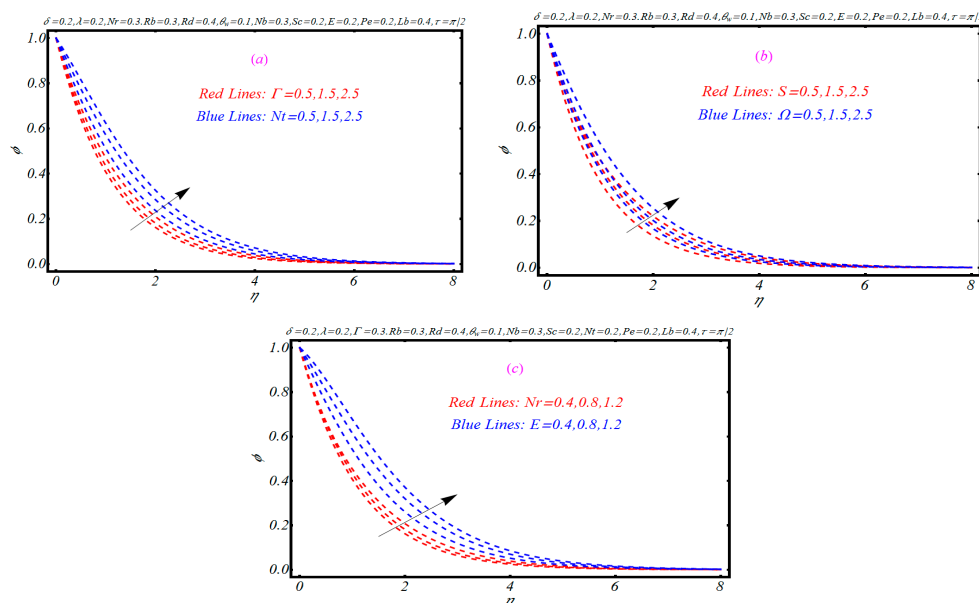 δ=0.2,λ=0.2,Nr=0.3.Rb=0.3,Rd=0.4,θw=0.1,Nb=0.3,Sc=0.2,E=0.2,Pe=0.2,Lb=0.4,τ=π/2
(a)
Red Lines: Γ=0.5,1.5,2.5
Blue Lines: Nt=0.5,1.5,2.5
ϕ
1.0
0.8
0.6
0.4
0.2
0.0
0 2 4 6 8
η
δ=0.2,λ=0.2,Nr=0.3.Rb=0.3,Rd=0.4,θw=0.1,Nb=0.3,Sc=0.2,E=0.2,Pe=0.2,Lb=0.4,τ=π/
(b)
Red Lines: S=0.5,1.5,2.5
Blue Lines: Ω=0.5,1.5,2.5
ϕ
1.0
0.8
0.6
0.4
0.2
0.0
0 2 4 6 8
η
δ=0.2,λ=0.2,Γ=0.3.Rb=0.3,Rd=0.4,θw=0.1,Nb=0.3,Sc=0.2,Nt=0.2,Pe=0.2,Lb=0.4,τ=π/2
(c)
Red Lines: Nr=0.4,0.8,1.2
Blue Lines: E=0.4,0.8,1.2
ϕ
1.0
0.8
0.6
0.4
0.2
0.0
0 2 4 6 8
η